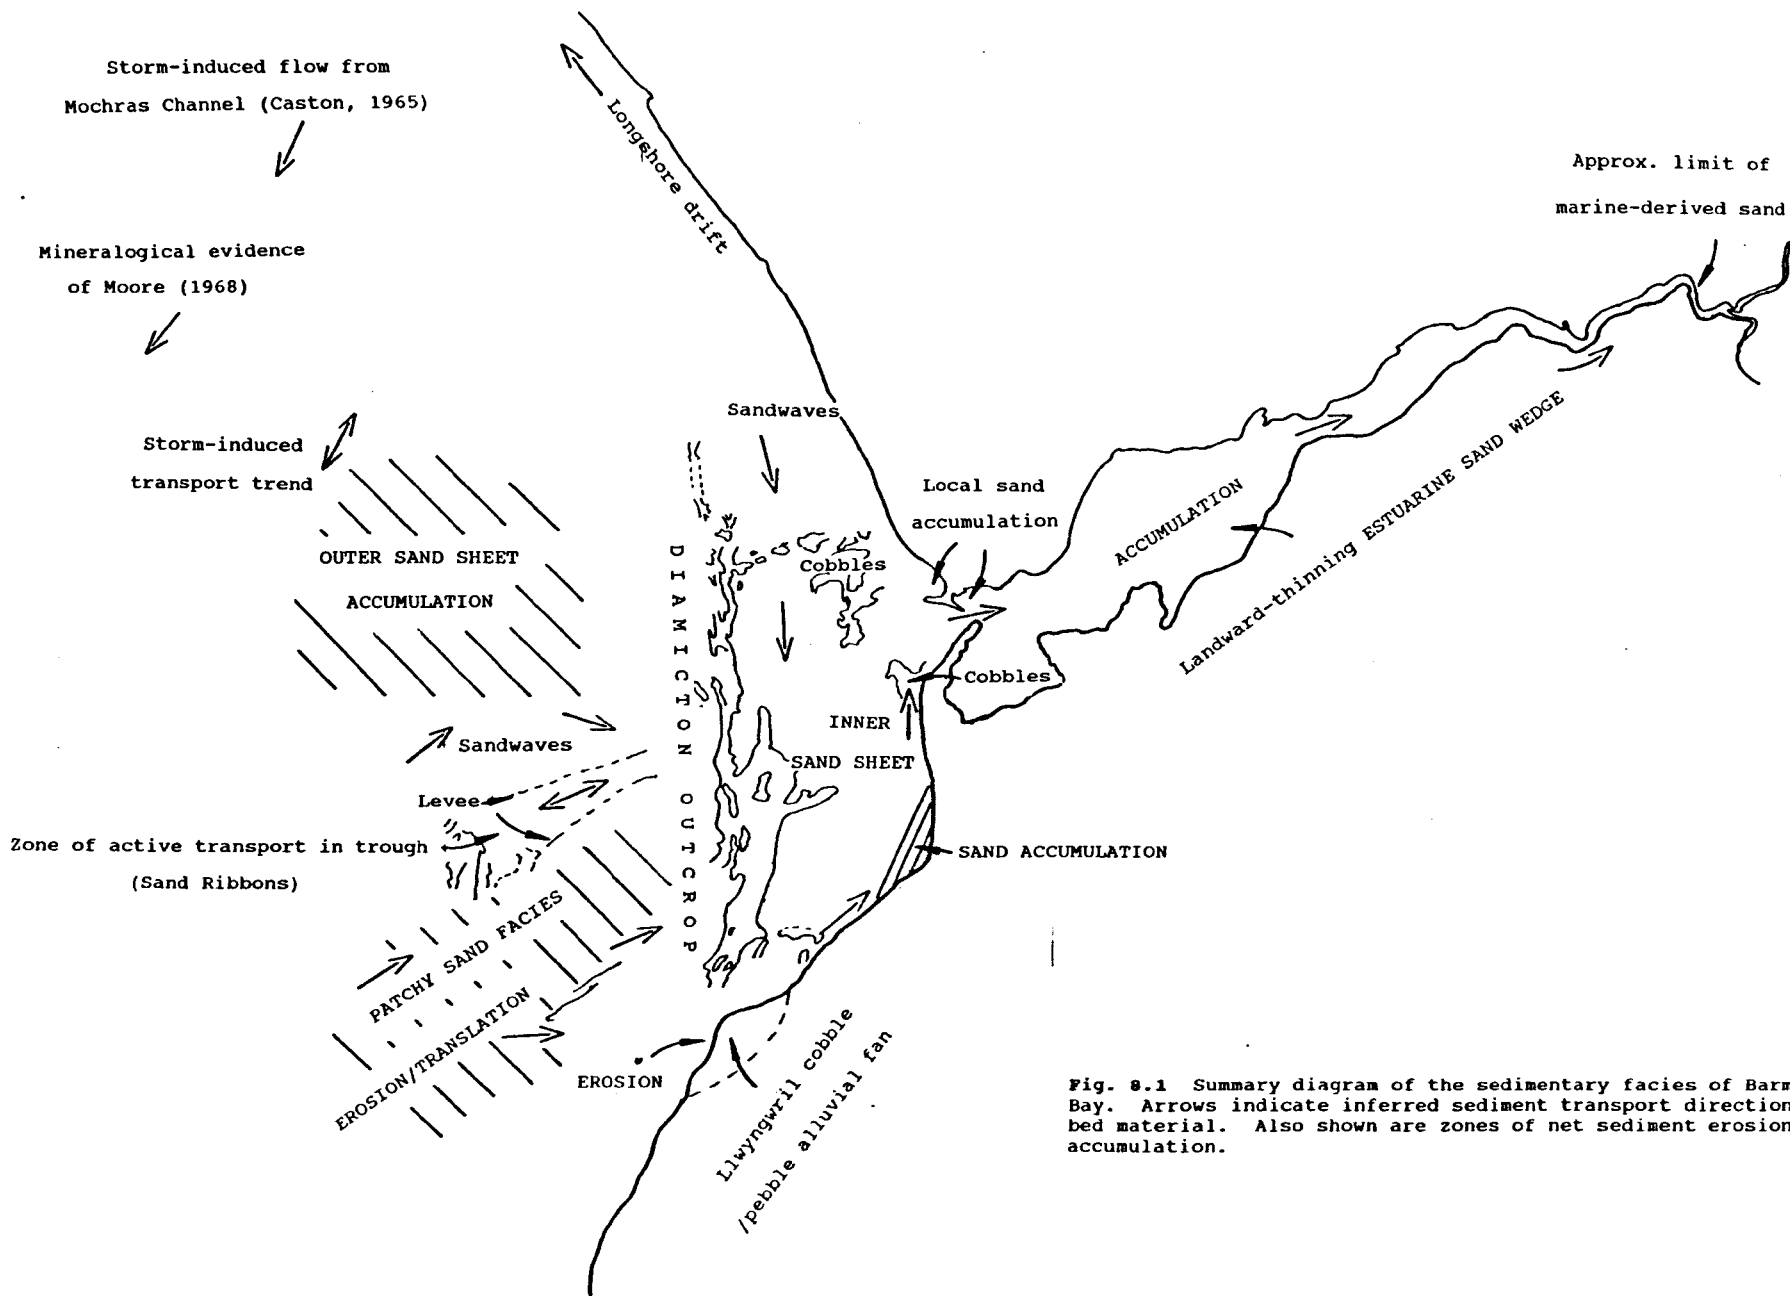 Storm-induced flow from
Mochras Channel (Caston, 1965)
Longshore drift
Approx. limit of
marine-derived sand
Mineralogical evidence
of Moore (1968)
Storm-induced
transport trend
Sandwaves
Local sand
accumulation
ACCUMULATION
Landward-thinning ESTUARINE SAND WEDGE
OUTER SAND SHEET
ACCUMULATION
DIAMICTON OUTCROP
Cobbles
Cobbles
INNER
SAND SHEET
Sandwaves
Levee
Zone of active transport in trough
(Sand Ribbons)
SAND ACCUMULATION
PATCHY SAND FACIES
EROSION/TRANSLATION
EROSION
Llwyngwril cobble
/pebble alluvial fan
Fig. 8.1 Summary diagram of the sedimentary facies of Barm
Bay. Arrows indicate inferred sediment transport direction
bed material. Also shown are zones of net sediment erosion
accumulation.